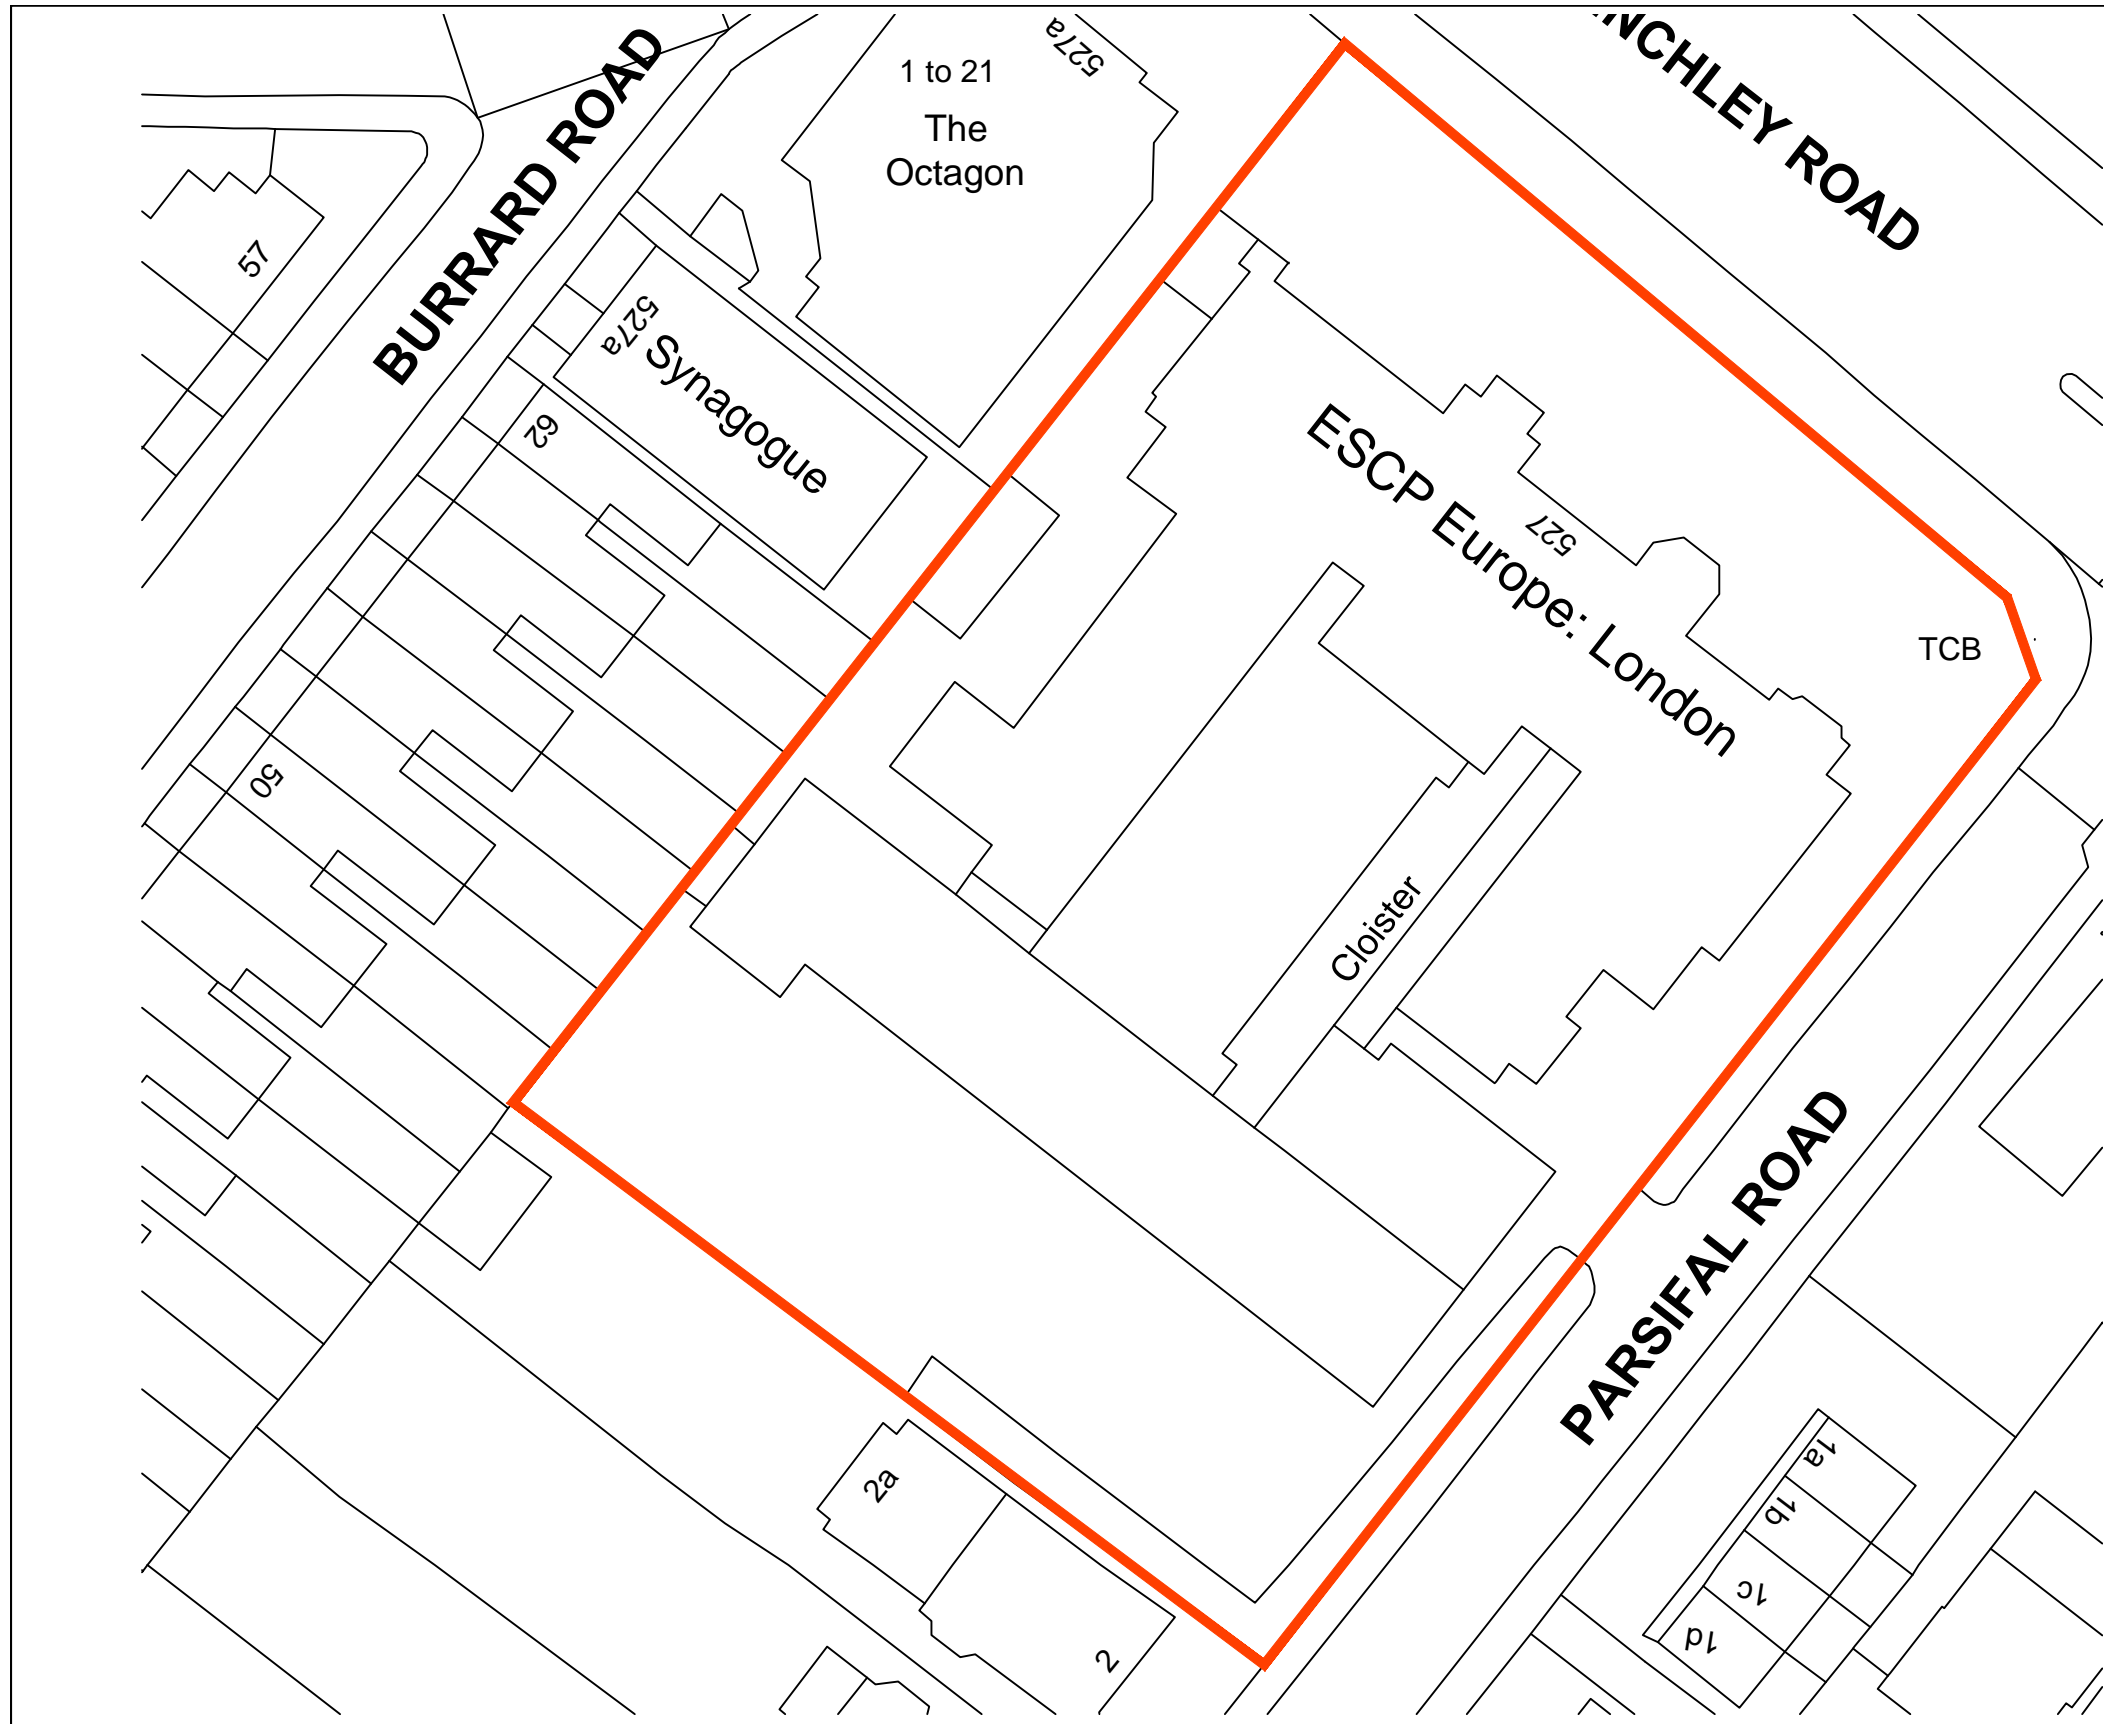 527a
1 to 21
The
Octagon
INCHLEY ROAD
BURRARD ROAD
57
527a
Synagogue
62
ESCP Europe: London
527
TCB
50
Cloister
PARSIFAL ROAD
2a
2
1a
1b
1c
1d